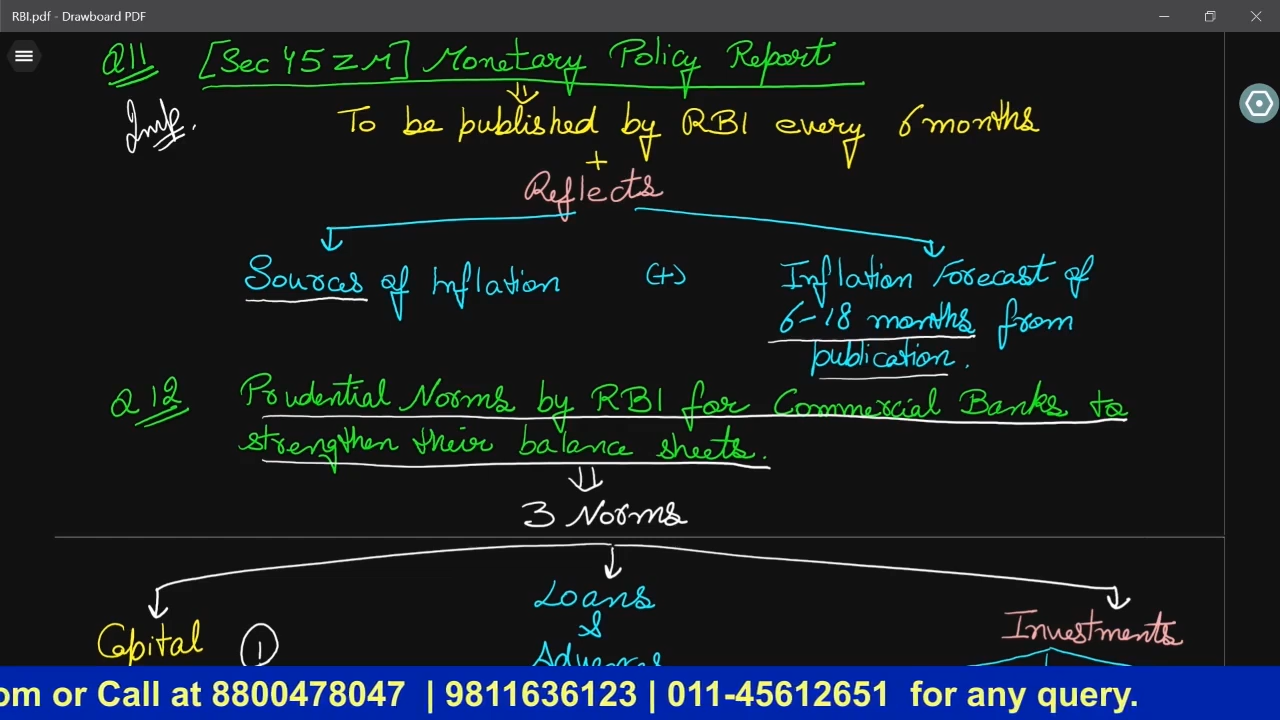 RBI.pdf - Drawboard PDF
Q11 [Sec 45ZM] Monetary Policy Report
Imp.
To be published by RBI every 6 months
+
Reflects
Sources of Inflation (+) Inflation Forecast of
6-18 months from
publication.
Q12 Prudential Norms by RBI for Commercial Banks to
strengthen their balance sheets.
3 Norms
Loans
&
Capital ① Investments
Advances
om or Call at 8800478047 | 9811636123 | 011-45612651 for any query.